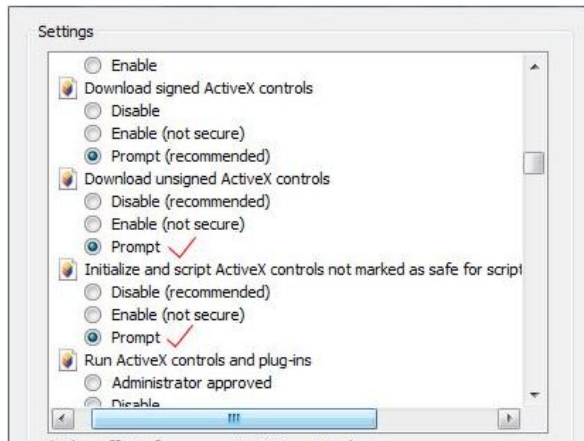 Settings
Enable
Download signed ActiveX controls
Disable
Enable (not secure)
Prompt (recommended)
Download unsigned ActiveX controls
Disable (recommended)
Enable (not secure)
Prompt
Initialize and script ActiveX controls not marked as safe for script
Disable (recommended)
Enable (not secure)
Prompt
Run ActiveX controls and plug-ins
Administrator approved
Disable